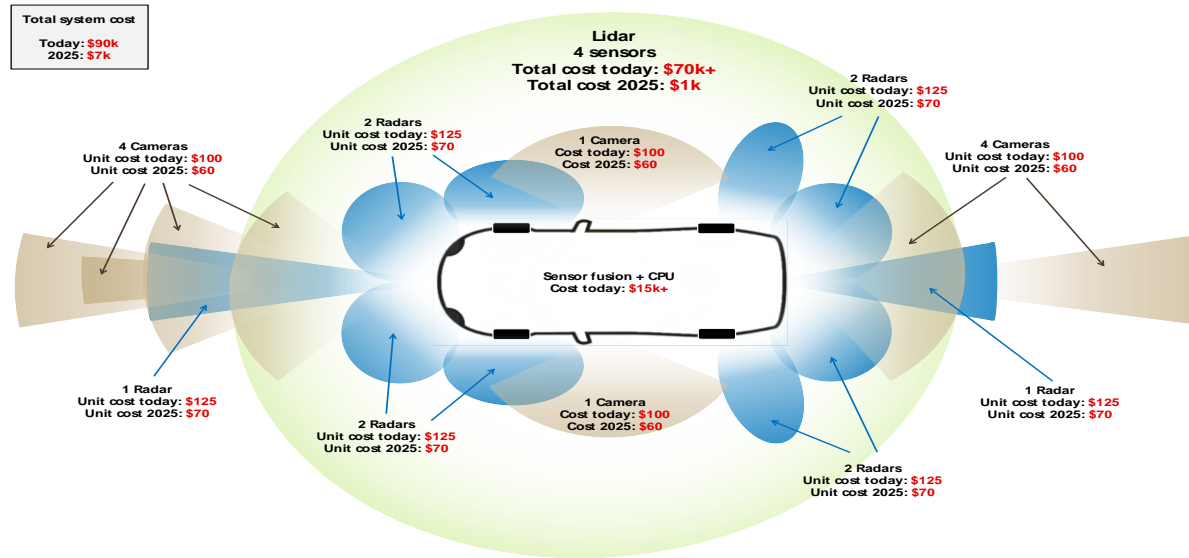 Total system cost
Today: $90k
2025: $7k
Lidar
4 sensors
Total cost today: $70k+
Total cost 2025: $1k
2 Radars
Unit cost today: $125
Unit cost 2025: $70
2 Radars
Unit cost today: $125
Unit cost 2025: $70
1 Camera
Cost today: $100
Cost 2025: $60
4 Cameras
Unit cost today: $100
Unit cost 2025: $60
4 Cameras
Unit cost today: $100
Unit cost 2025: $60
Sensor fusion + CPU
Cost today: $15k+
1 Radar
Unit cost today: $125
Unit cost 2025: $70
2 Radars
Unit cost today: $125
Unit cost 2025: $70
1 Camera
Cost today: $100
Cost 2025: $60
1 Radar
Unit cost today: $125
Unit cost 2025: $70
2 Radars
Unit cost today: $125
Unit cost 2025: $70